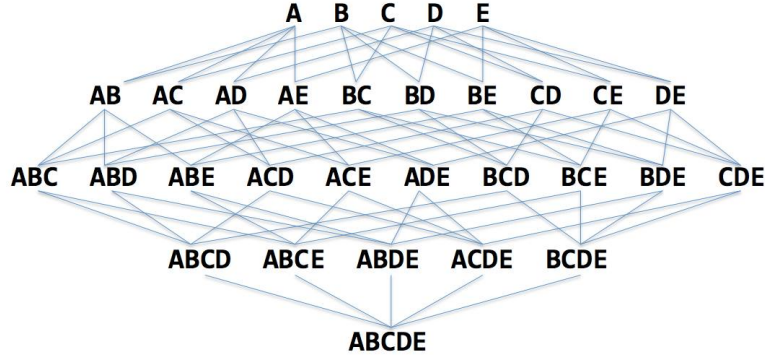 A B C D E
AB AC AD AE BC BD BE CD CE DE
ABC ABD ABE ACD ACE ADE BCD BCE BDE CDE
ABCD ABCE ABDE ACDE BCDE
ABCDE